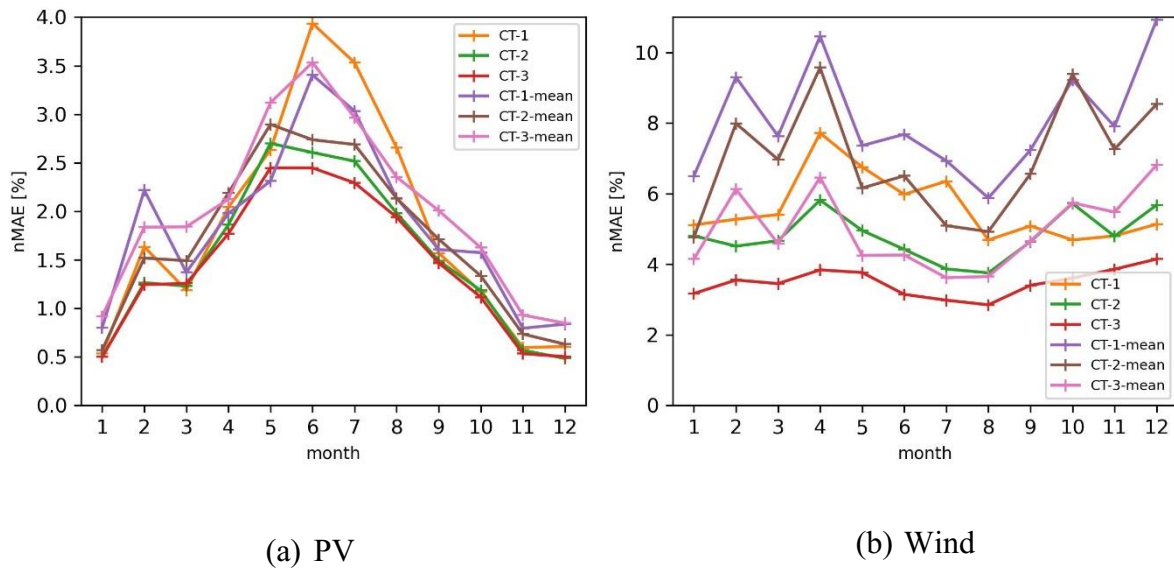 4.0
3.5
3.0
2.5
2.0
1.5
1.0
0.5
0.0
nMAE [%]
1 2 3 4 5 6 7 8 9 10 11 12
month
CT-1
CT-2
CT-3
CT-1-mean
CT-2-mean
CT-3-mean
(a) PV
10
8
6
4
2
0
nMAE [%]
1 2 3 4 5 6 7 8 9 10 11 12
month
CT-1
CT-2
CT-3
CT-1-mean
CT-2-mean
CT-3-mean
(b) Wind